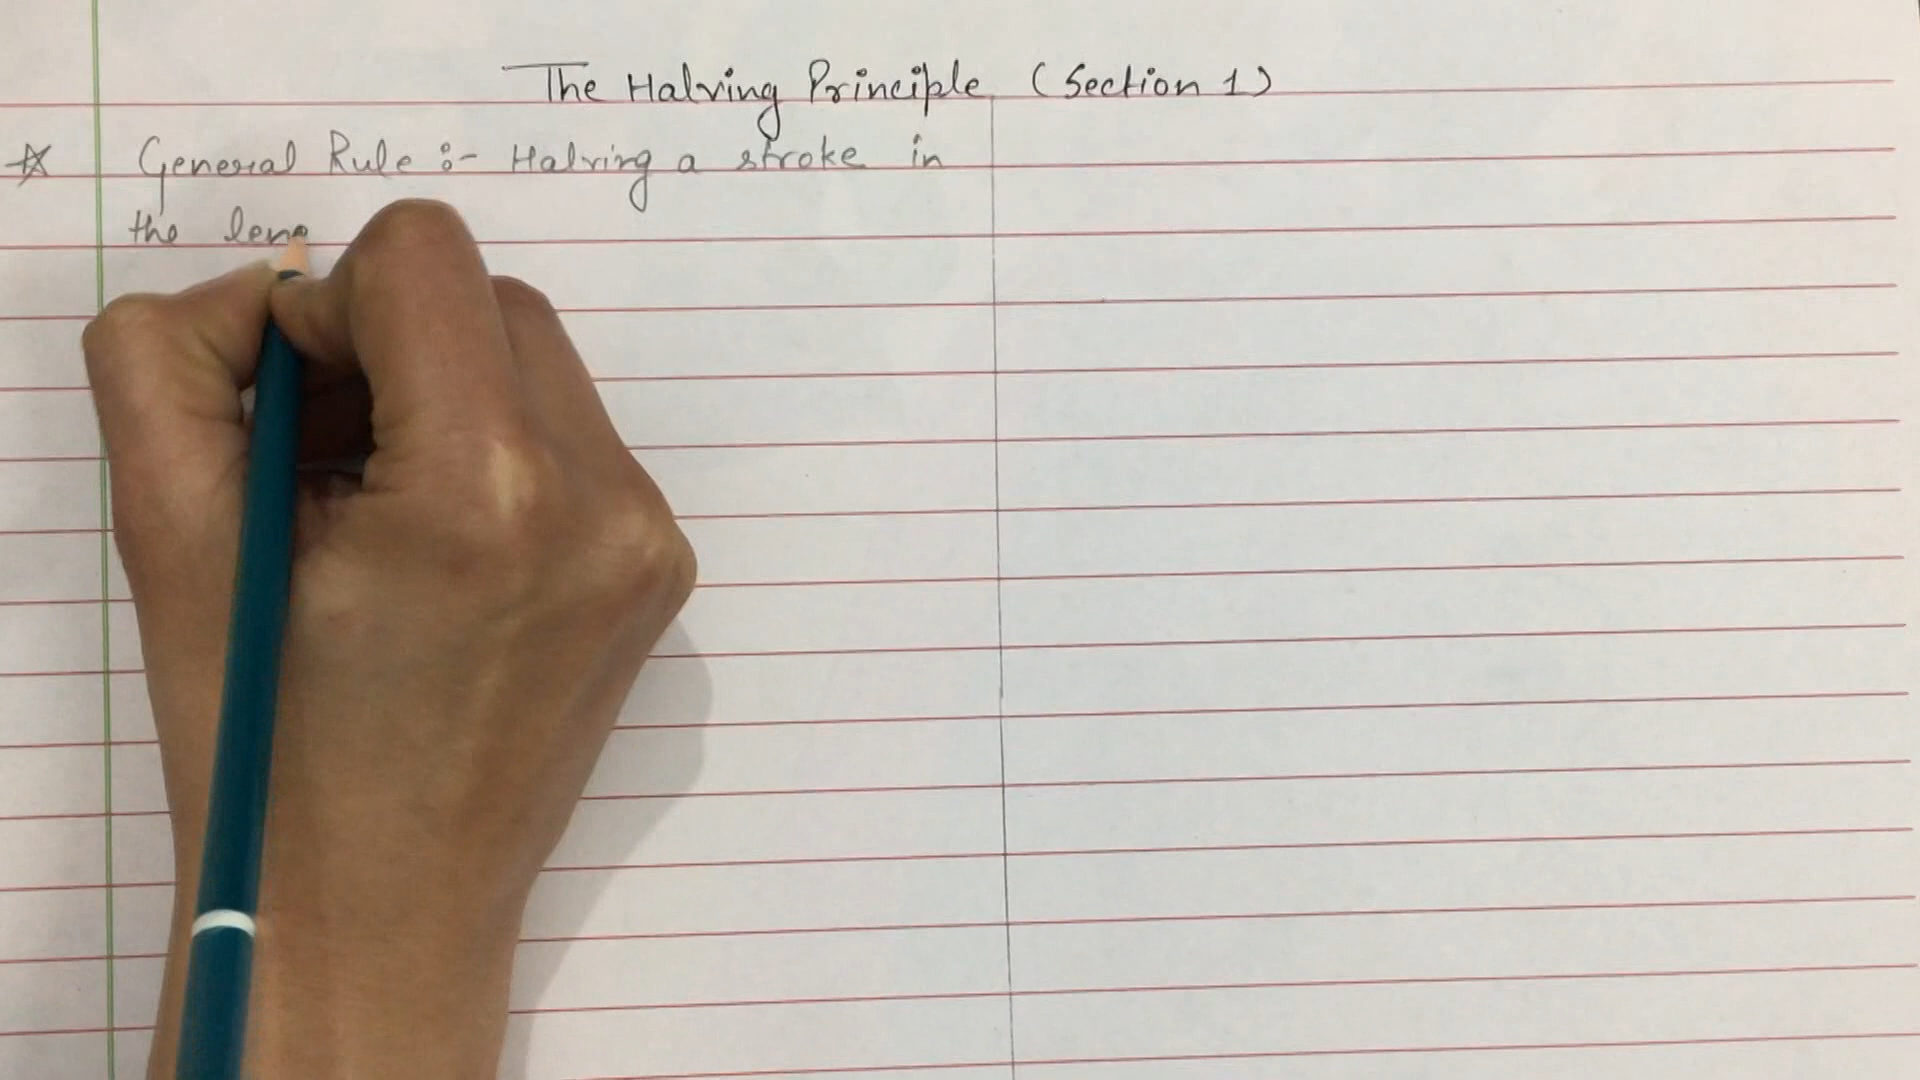 The Halving Principle (Section 1)
☆ General Rule :- Halving a stroke in
the